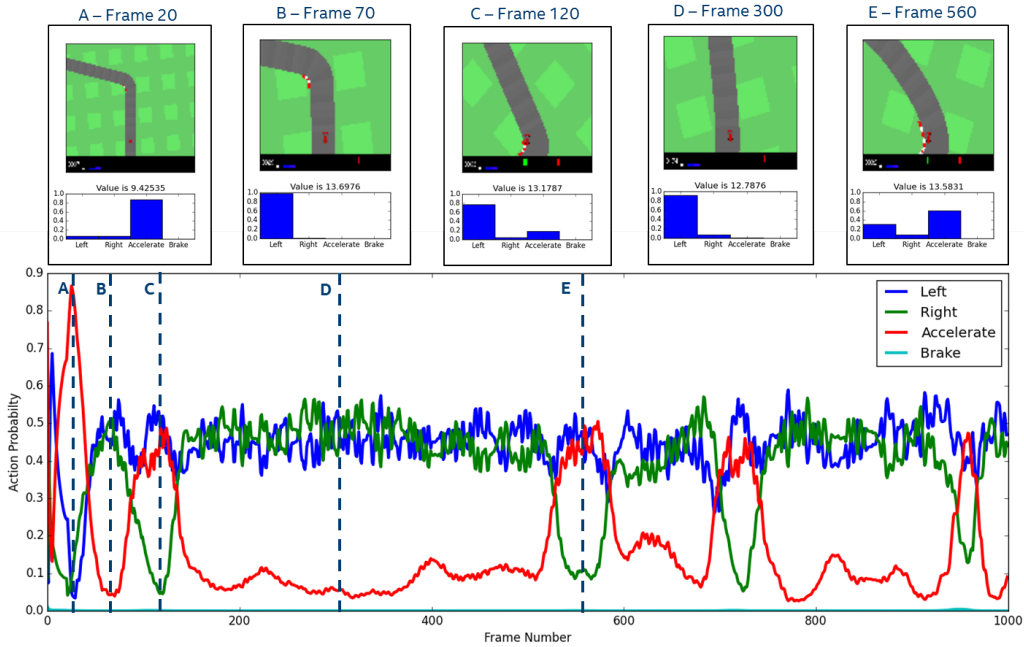 A – Frame 20
B – Frame 70
C – Frame 120
D – Frame 300
E – Frame 560
Value is 9.42535
Value is 13.6976
Value is 13.1787
Value is 12.7876
Value is 13.5831
1.0
0.8
0.6
0.4
0.2
0.0
Left Right Accelerate Brake
1.0
0.8
0.6
0.4
0.2
0.0
Left Right Accelerate Brake
1.0
0.8
0.6
0.4
0.2
0.0
Left Right Accelerate Brake
1.0
0.8
0.6
0.4
0.2
0.0
Left Right Accelerate Brake
1.0
0.8
0.6
0.4
0.2
0.0
Left Right Accelerate Brake
A
B
C
D
E
Left
Right
Accelerate
Brake
Action Probabilty
0.9
0.8
0.7
0.6
0.5
0.4
0.3
0.2
0.1
0.0
0 200 400 600 800 1000
Frame Number